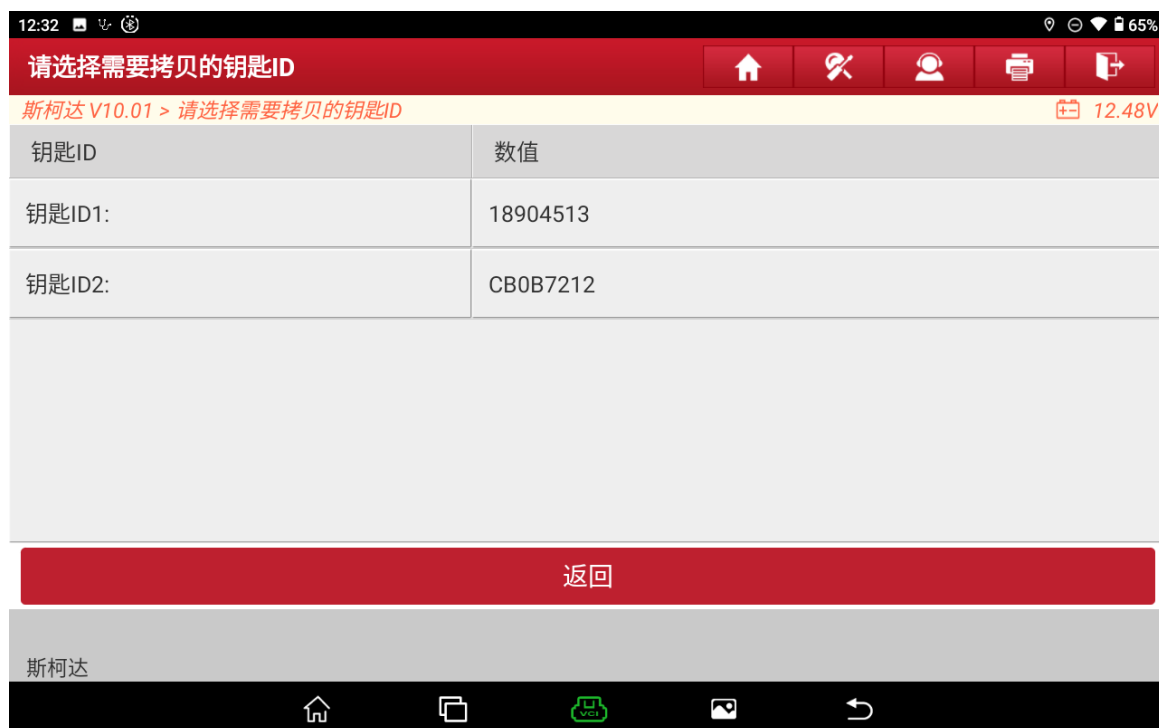 12:32 65%
请选择需要拷贝的钥匙ID
斯柯达 V10.01 > 请选择需要拷贝的钥匙ID 12.48V
钥匙ID 数值
钥匙ID1: 18904513
钥匙ID2: CB0B7212
返回
斯柯达
VCI